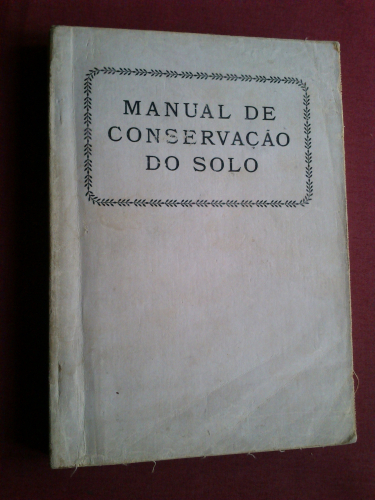 MANUAL DE
CONSERVAÇÃO
DO SOLO